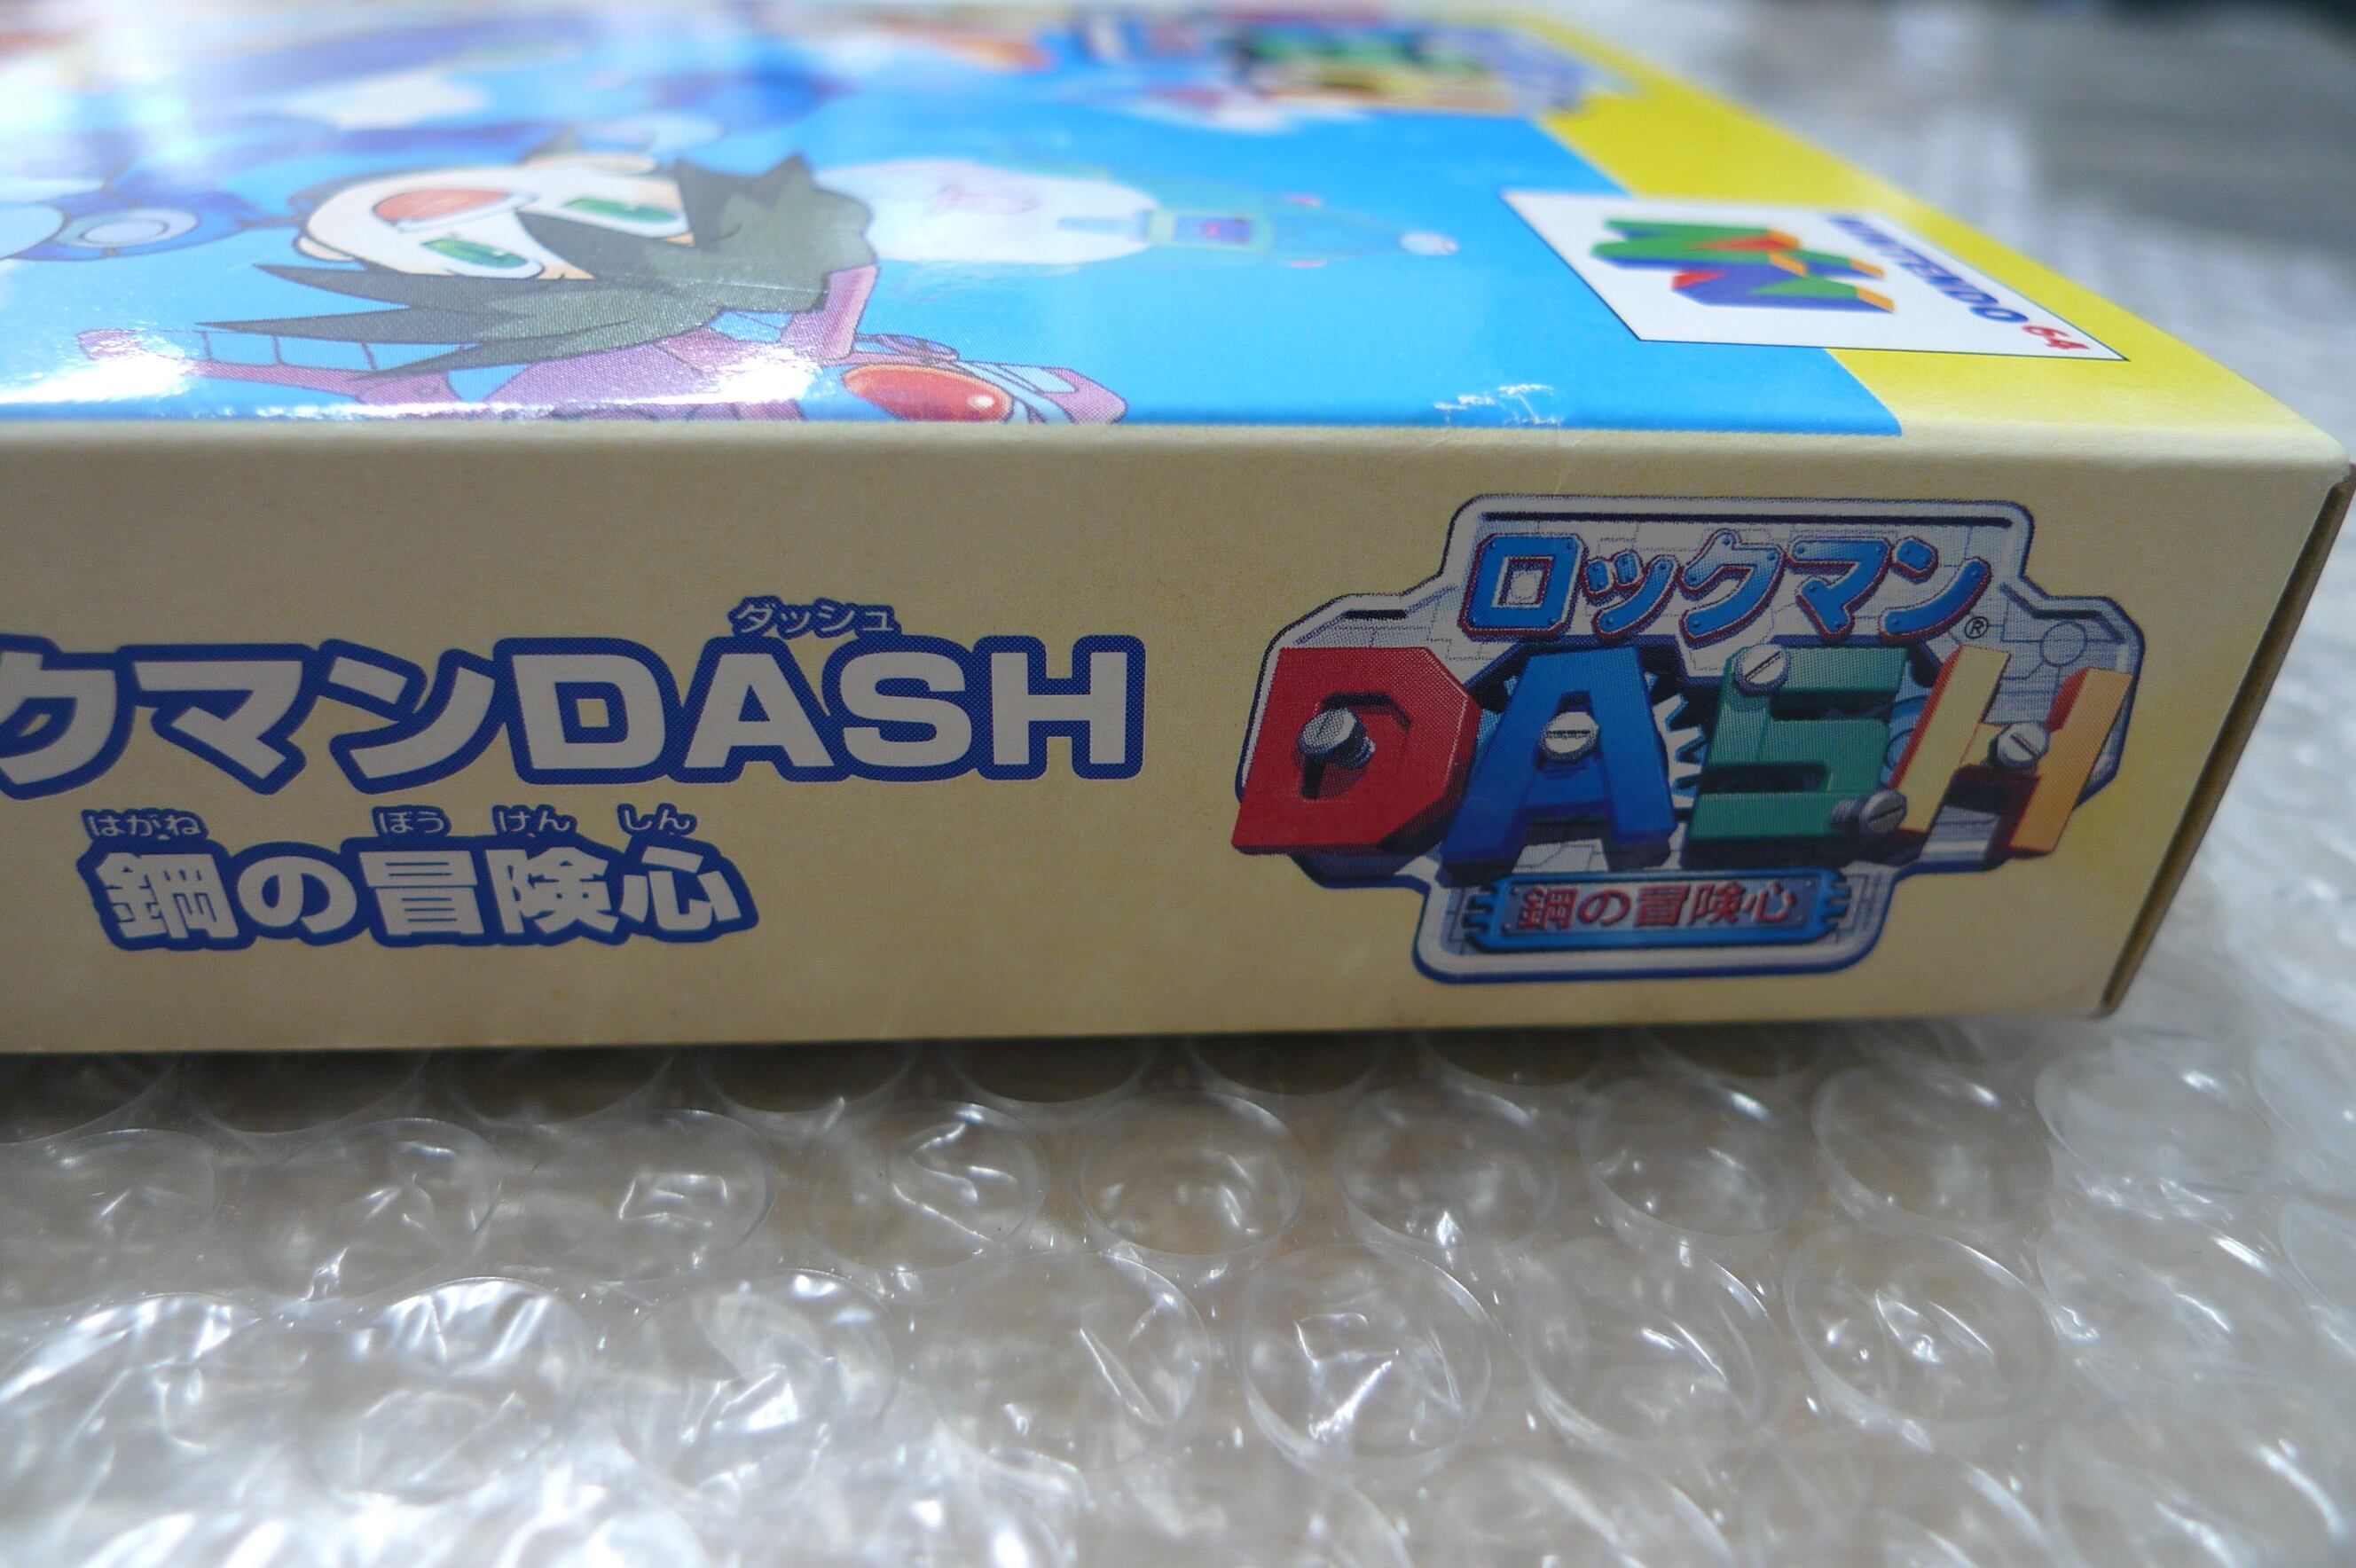 NINTENDO 64
ダッシュ
クマンDASH
はがね ぼう けん しん
鋼の冒険心
ロックマン®
DASH
鋼の冒険心